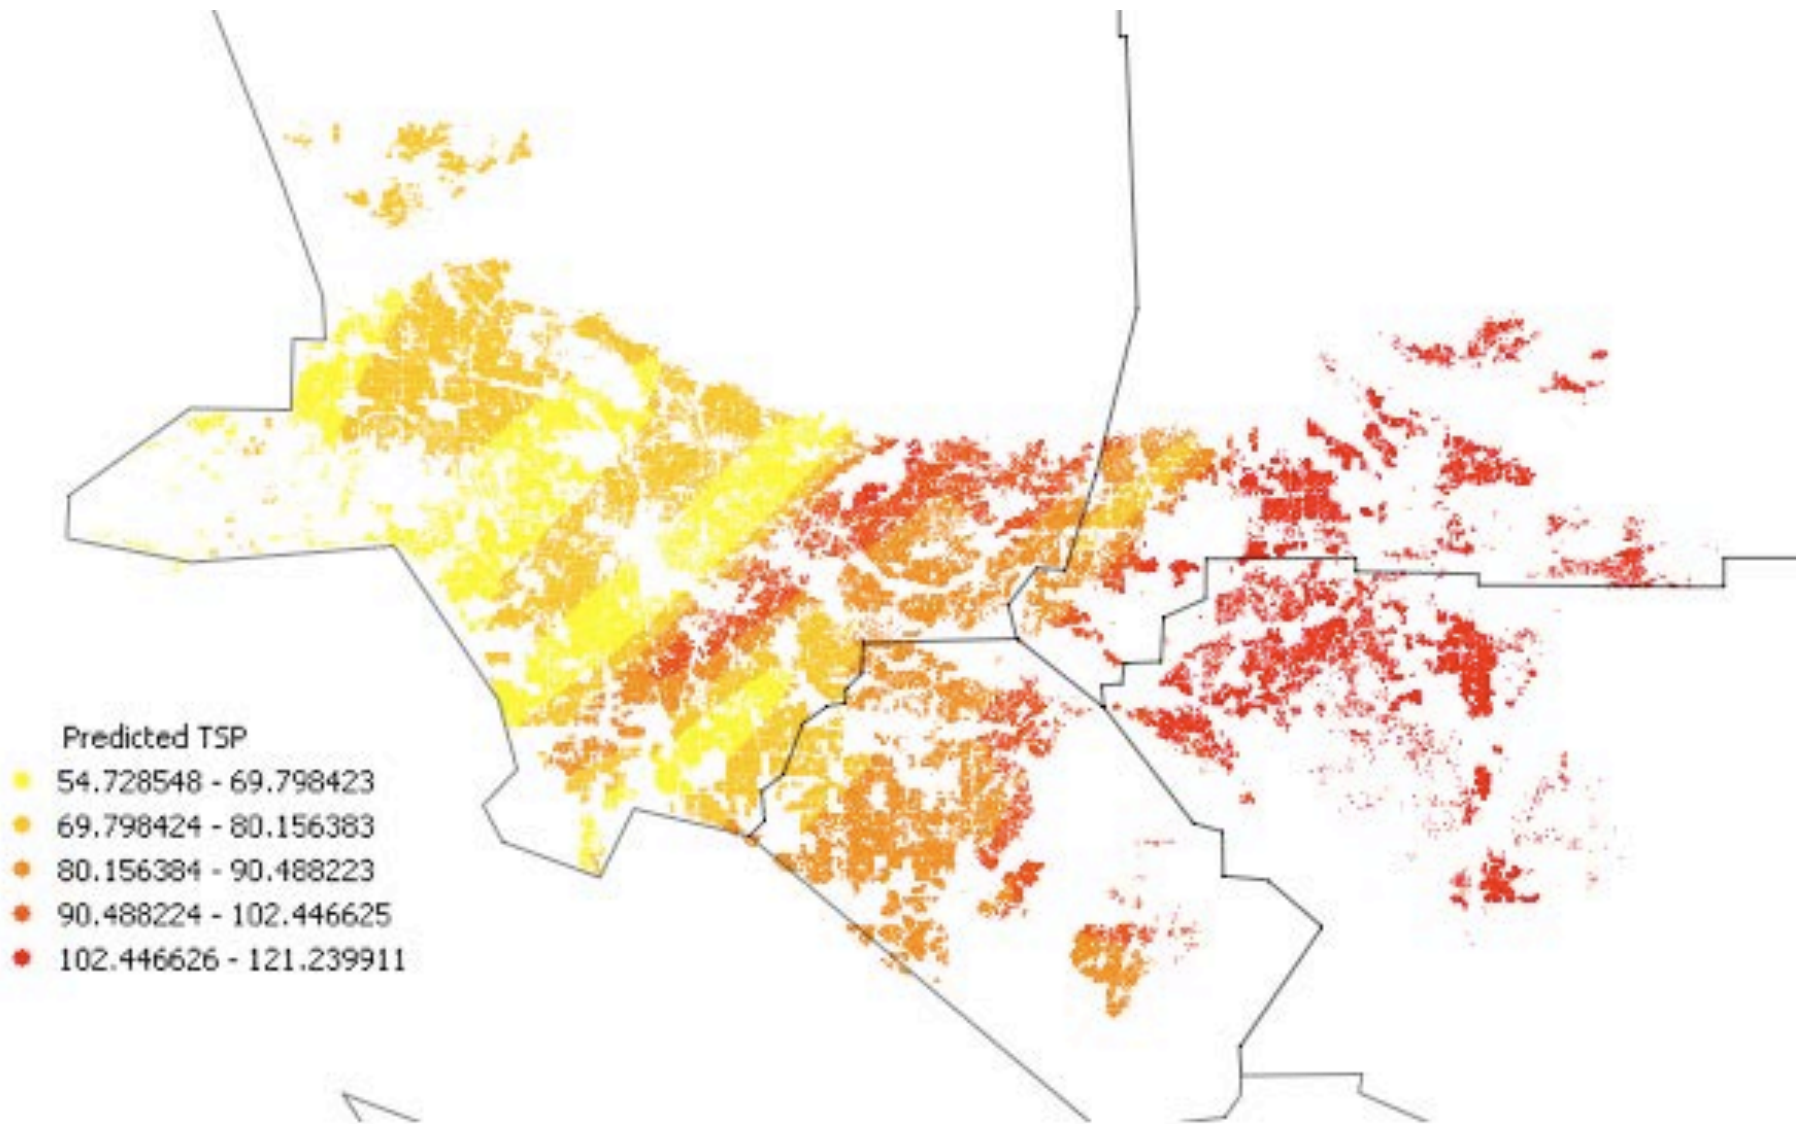 Predicted TSP
54.728548 - 69.798423
69.798424 - 80.156383
80.156384 - 90.488223
90.488224 - 102.446625
102.446626 - 121.239911